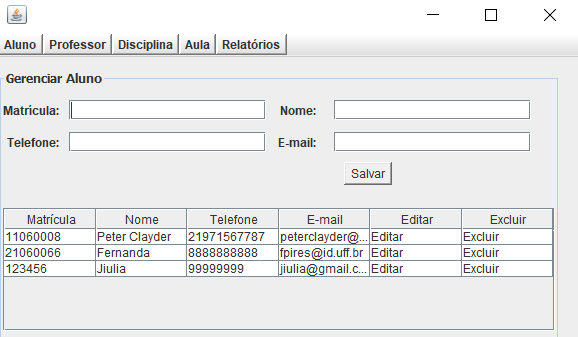 Aluno Professor Disciplina Aula Relatórios
Gerenciar Aluno
Matrícula: Nome:
Telefone: E-mail:
Salvar
Matrícula Nome Telefone E-mail Editar Excluir
11060008 Peter Clayder 21971567787 peterclayder@... Editar Excluir
21060066 Fernanda 8888888888 fpires@id.uff.br Editar Excluir
123456 Jiulia 99999999 jiulia@gmail.c... Editar Excluir